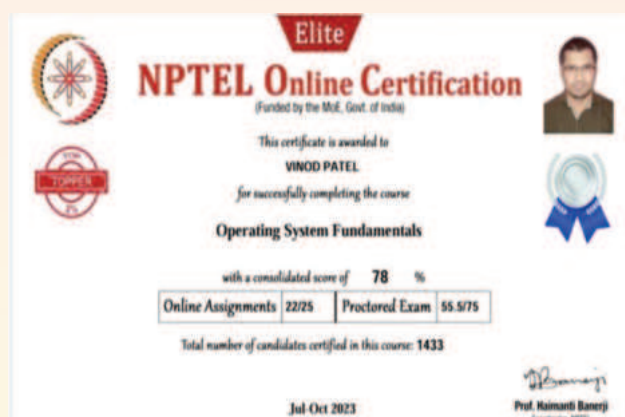 Elite
NPTEL Online Certification
(Funded by the MoE, Govt. of India)
This certificate is awarded to
VINOD PATEL
for successfully completing the course
Operating System Fundamentals
with a consolidated score of 78 %
Online Assignments 22/25 Proctored Exam 55.5/75
Total number of candidates certified in this course: 1433
TOPPER
Jul-Oct 2023
Prof. Haimanti Banerji